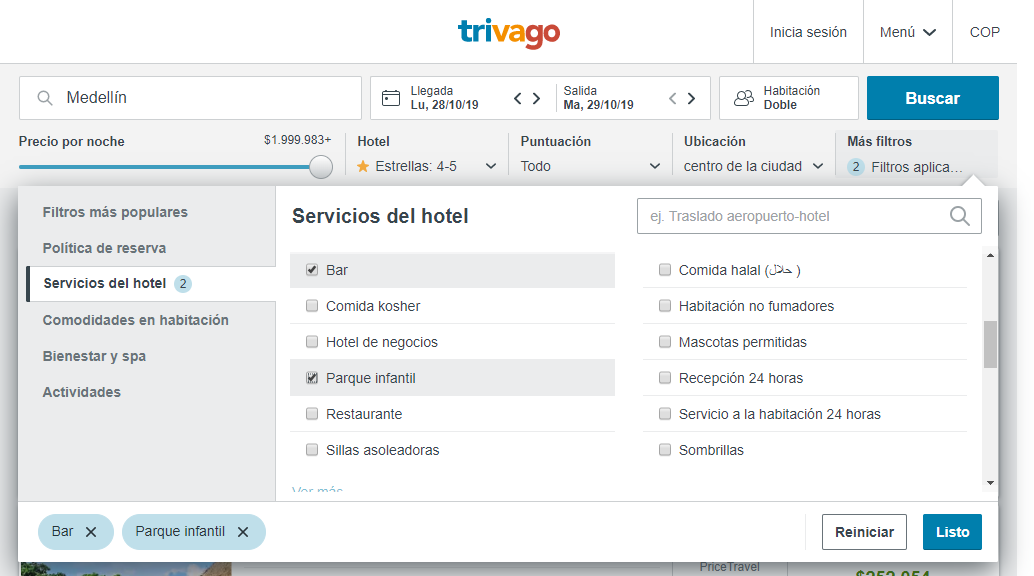 trivago
Inicia sesión
Menú
COP
Medellín
Llegada
Lu, 28/10/19
Salida
Ma, 29/10/19
Habitación
Doble
Buscar
Precio por noche
$1.999.983+
Hotel
Estrellas: 4-5
Puntuación
Todo
Ubicación
centro de la ciudad
Más filtros
2 Filtros aplica...
Filtros más populares
Política de reserva
Servicios del hotel 2
Comodidades en habitación
Bienestar y spa
Actividades
Servicios del hotel
ej. Traslado aeropuerto-hotel
Bar
Comida kosher
Hotel de negocios
Parque infantil
Restaurante
Sillas asoleadoras
Ver más
Comida halal (حلال)
Habitación no fumadores
Mascotas permitidas
Recepción 24 horas
Servicio a la habitación 24 horas
Sombrillas
Bar
Parque infantil
Reiniciar
Listo
PriceTravel